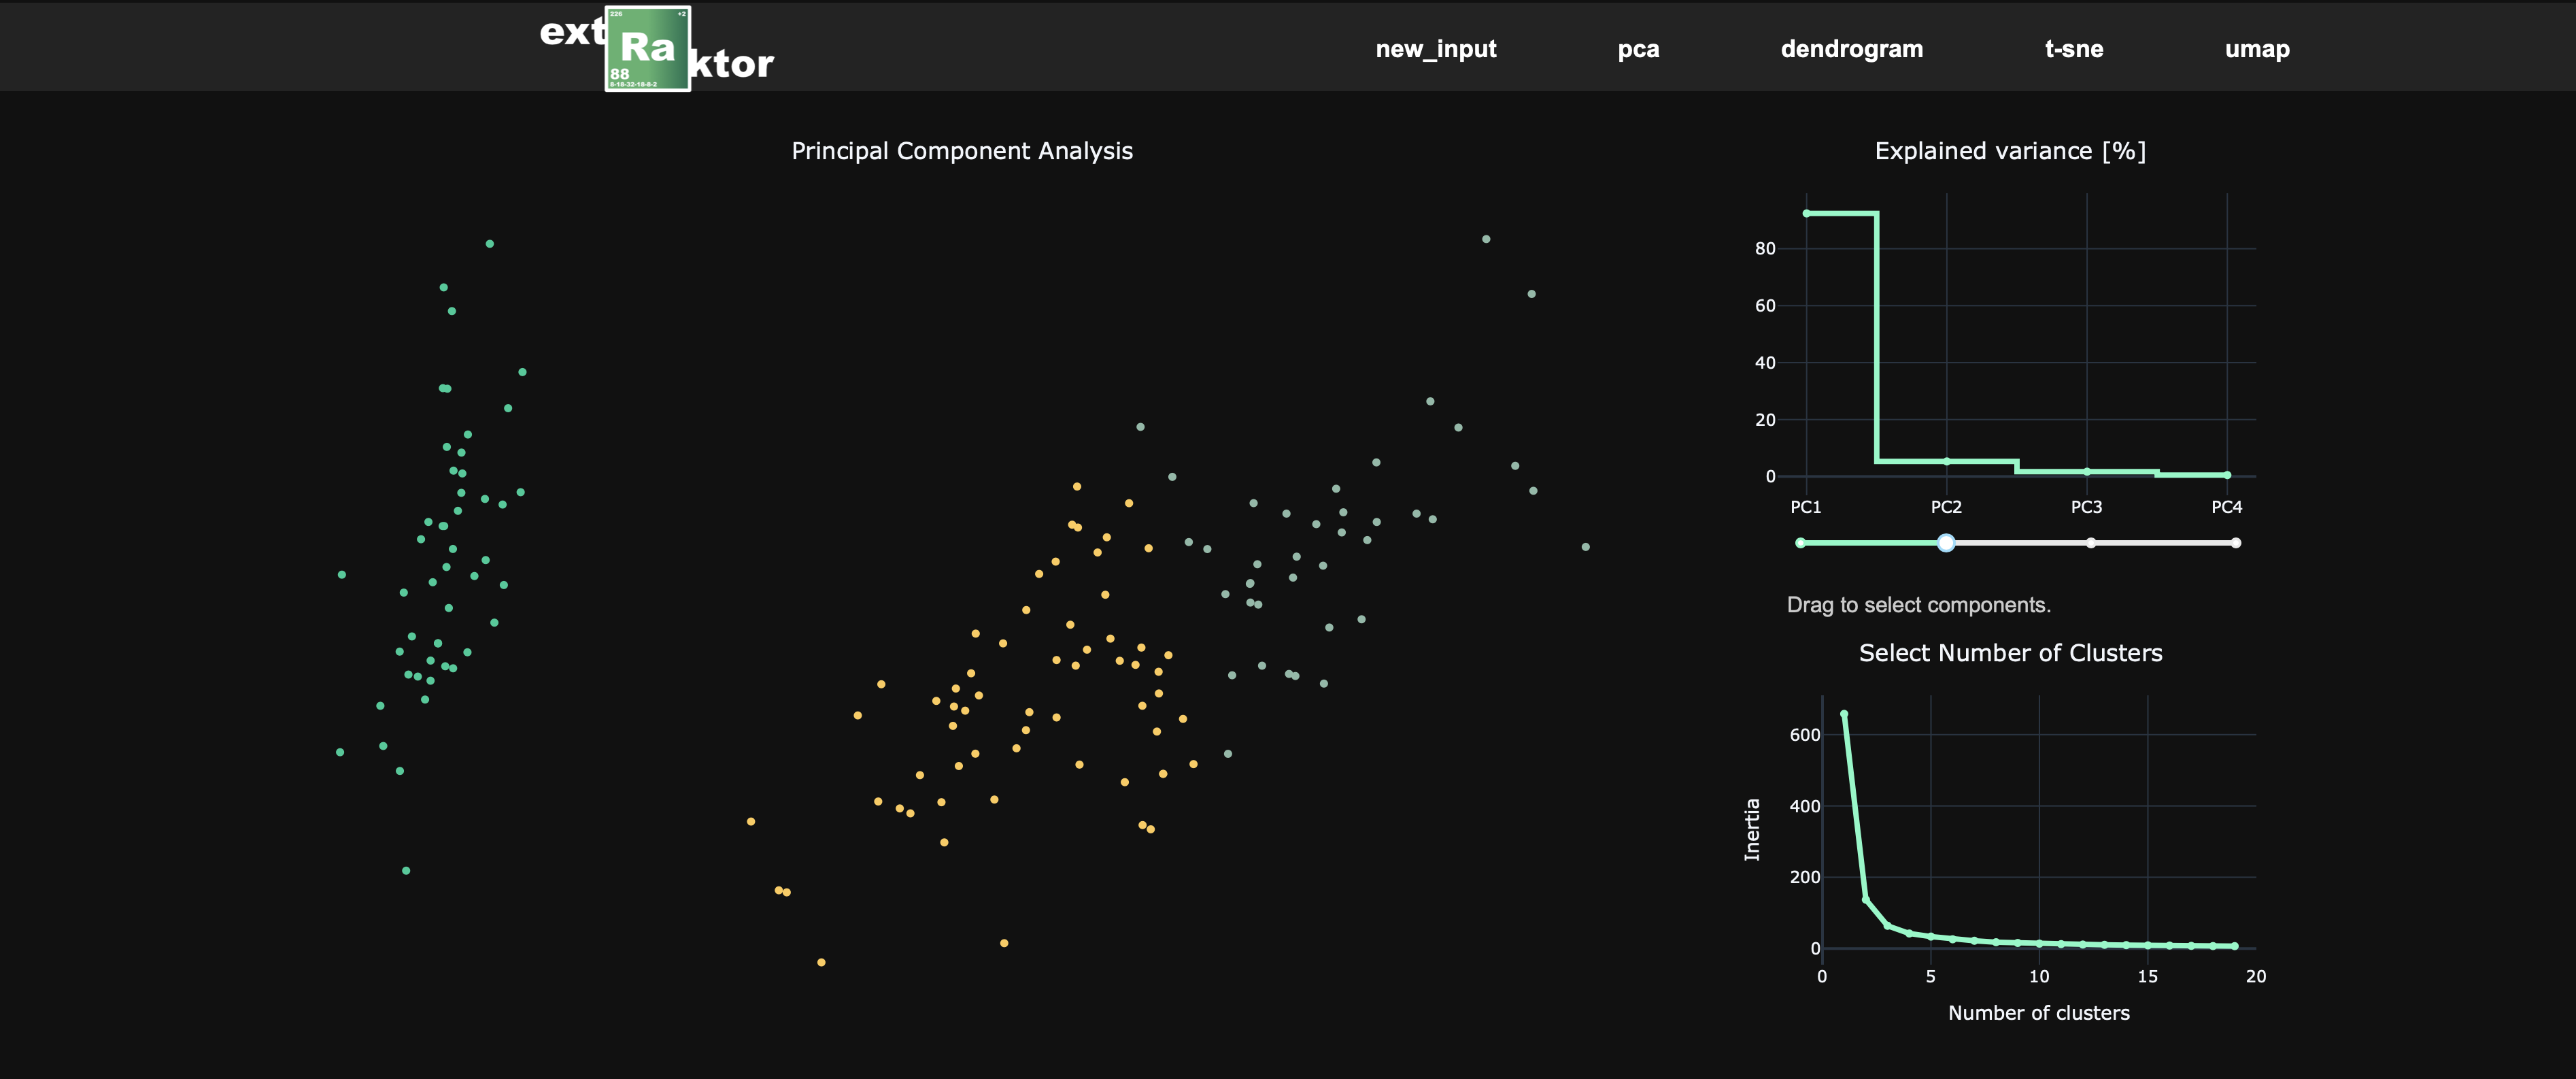 ext
226 +2
Ra
88
8-18-32-18-8-2
ktor
new_input pca dendrogram t-sne umap
Principal Component Analysis
Explained variance [%]
80
60
40
20
0
PC1 PC2 PC3 PC4
Drag to select components.
Select Number of Clusters
600
400
200
0
Inertia
0 5 10 15 20
Number of clusters